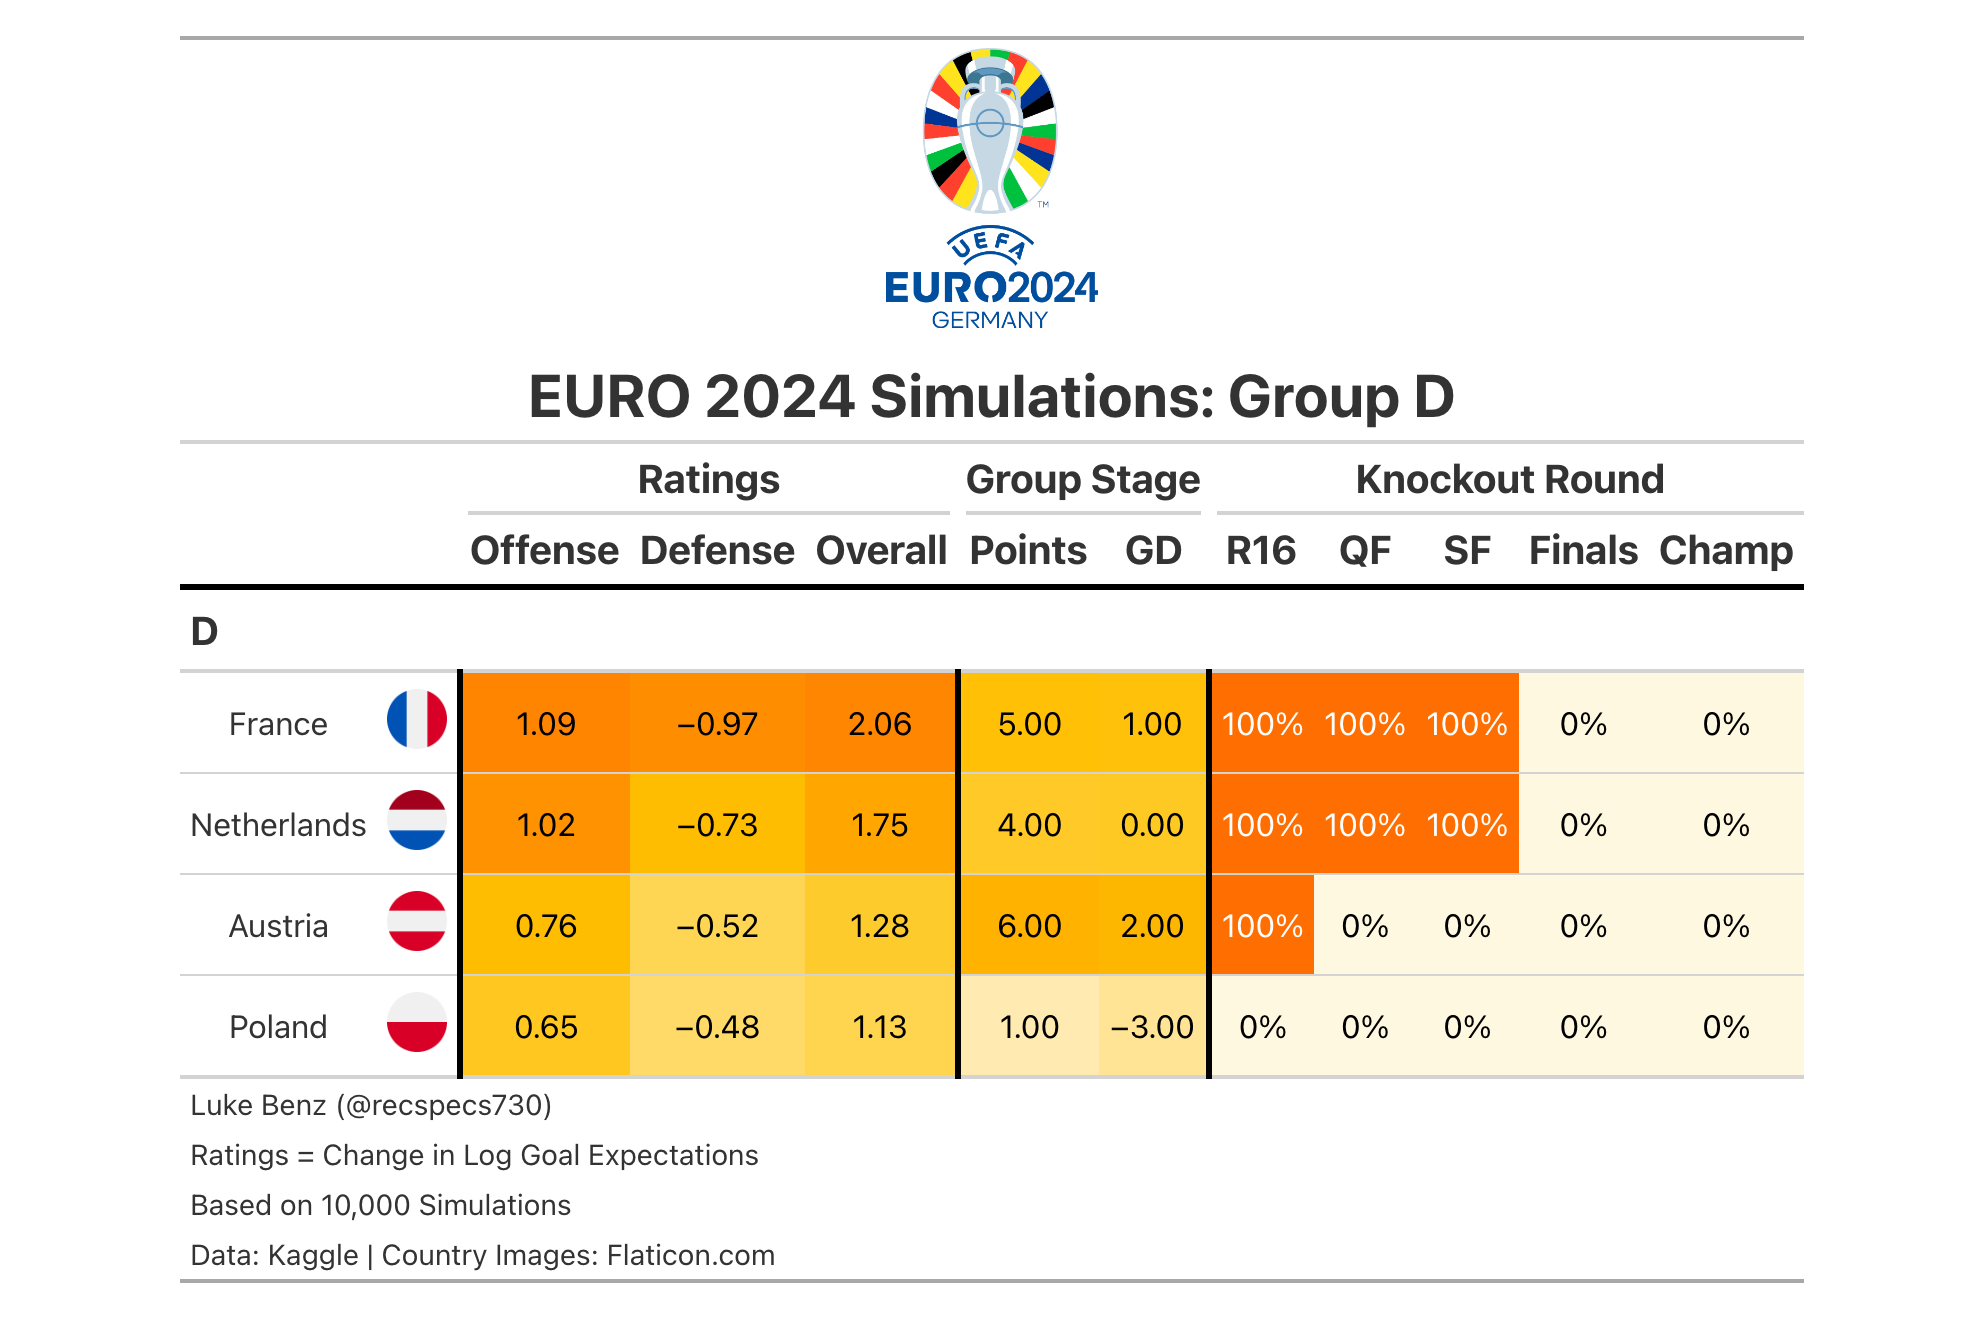 TM
UEFA
EURO2024
GERMANY
EURO 2024 Simulations: Group D
Ratings Group Stage Knockout Round
Offense Defense Overall Points GD R16 QF SF Finals Champ
D
France 1.09 −0.97 2.06 5.00 1.00 100% 100% 100% 0% 0%
Netherlands 1.02 −0.73 1.75 4.00 0.00 100% 100% 100% 0% 0%
Austria 0.76 −0.52 1.28 6.00 2.00 100% 0% 0% 0% 0%
Poland 0.65 −0.48 1.13 1.00 −3.00 0% 0% 0% 0% 0%
Luke Benz (@recspecs730)
Ratings = Change in Log Goal Expectations
Based on 10,000 Simulations
Data: Kaggle | Country Images: Flaticon.com